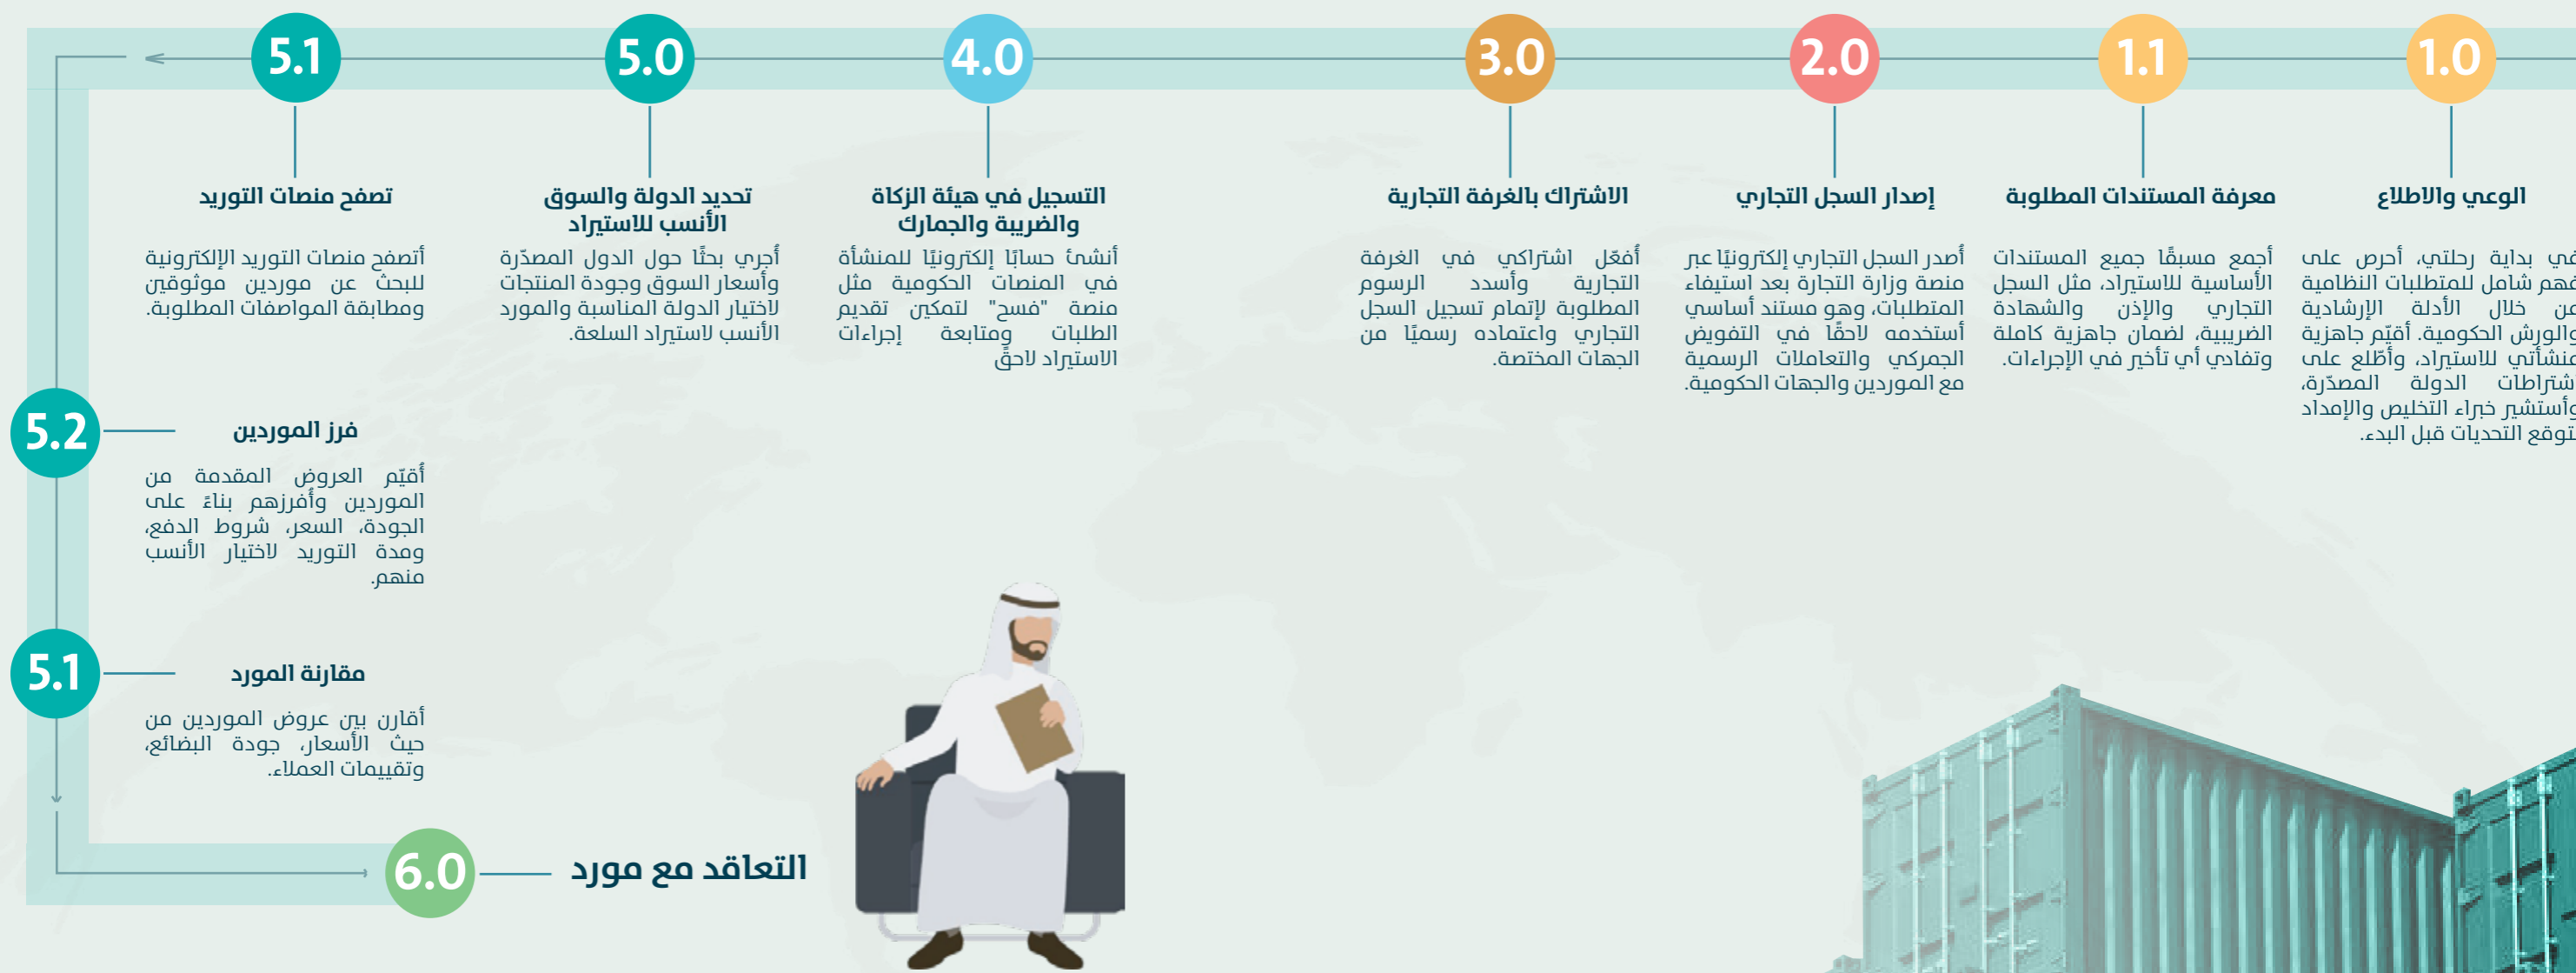 1.0
الوعي والاطلاع
في بداية رحلتي، أحرص على
فهم شامل للمتطلبات النظامية
من خلال الأدلة الإرشادية
والورش الحكومية. أقيّم جاهزية
منشأتي للاستيراد، وأطّلع على
اشتراطات الدولة المصدّرة،
وأستشير خبراء التخليص والإمداد
لتوقع التحديات قبل البدء.
1.1
معرفة المستندات المطلوبة
أجمع مسبقًا جميع المستندات
الأساسية للاستيراد، مثل السجل
التجاري والإذن والشهادة
الضريبية، لضمان جاهزية كاملة
وتفادي أي تأخير في الإجراءات.
2.0
إصدار السجل التجاري
أصدر السجل التجاري إلكترونيًا عبر
منصة وزارة التجارة بعد استيفاء
المتطلبات، وهو مستند أساسي
أستخدمه لاحقًا في التفويض
الجمركي والتعاملات الرسمية
مع الموردين والجهات الحكومية.
3.0
الاشتراك بالغرفة التجارية
أفعّل اشتراكي في الغرفة
التجارية وأسدد الرسوم
المطلوبة لإتمام تسجيل السجل
التجاري واعتماده رسميًا من
الجهات المختصة.
4.0
التسجيل في هيئة الزكاة
والضريبة والجمارك
أنشئ حسابًا إلكترونيًا للمنشأة
في المنصات الحكومية مثل
منصة "فسح" لتمكين تقديم
الطلبات ومتابعة إجراءات
الاستيراد لاحقً
5.0
تحديد الدولة والسوق
الأنسب للاستيراد
أجري بحثًا حول الدول المصدّرة
وأسعار السوق وجودة المنتجات
لاختيار الدولة المناسبة والمورد
الأنسب لاستيراد السلعة.
5.1
تصفح منصات التوريد
أتصفح منصات التوريد الإلكترونية
للبحث عن موردين موثوقين
ومطابقة المواصفات المطلوبة.
5.2
فرز الموردين
أقيّم العروض المقدمة من
الموردين وأفرزهم بناءً على
الجودة، السعر، شروط الدفع،
ومدة التوريد لاختيار الأنسب
منهم.
5.1
مقارنة المورد
أقارن بين عروض الموردين من
حيث الأسعار، جودة البضائع،
وتقييمات العملاء.
6.0
التعاقد مع مورد